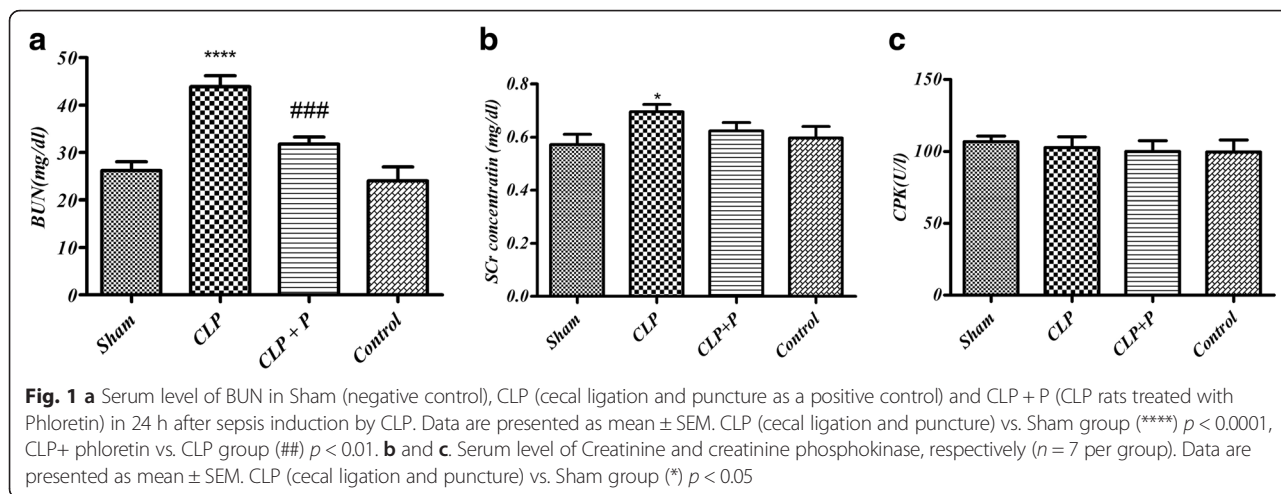 a
b
c
50
40
30
20
10
0
BUN(mg/dl)
****
###
Sham
CLP
CLP + P
Control
0.8
0.6
0.4
0.2
0.0
SCr concentratin (mg/dl)
*
Sham
CLP
CLP+P
Control
150
100
50
0
CPK(U/l)
Sham
CLP
CLP+P
Control
Fig. 1 a Serum level of BUN in Sham (negative control), CLP (cecal ligation and puncture as a positive control) and CLP + P (CLP rats treated with
Phloretin) in 24 h after sepsis induction by CLP. Data are presented as mean ± SEM. CLP (cecal ligation and puncture) vs. Sham group (****) p < 0.0001,
CLP+ phloretin vs. CLP group (##) p < 0.01. b and c. Serum level of Creatinine and creatinine phosphokinase, respectively (n = 7 per group). Data are
presented as mean ± SEM. CLP (cecal ligation and puncture) vs. Sham group (*) p < 0.05